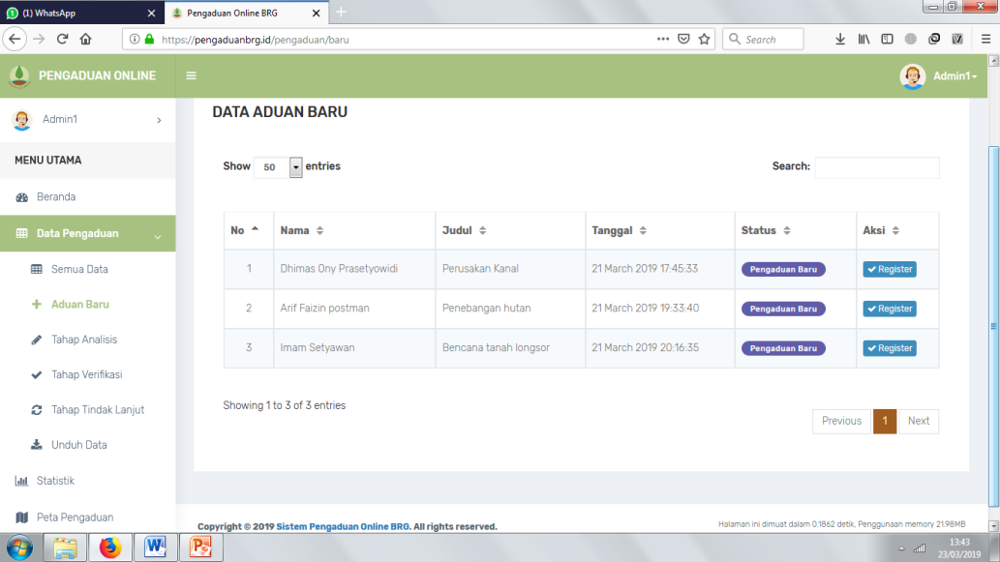 (1) WhatsApp
Pengaduan Online BRG
https://pengaduanbrg.id/pengaduan/baru
Search
PENGADUAN ONLINE
Admin1
Admin1
MENU UTAMA
Beranda
Data Pengaduan
Semua Data
Aduan Baru
Tahap Analisis
Tahap Verifikasi
Tahap Tindak Lanjut
Unduh Data
Statistik
Peta Pengaduan
DATA ADUAN BARU
Show 50 entries
Search:
No Nama Judul Tanggal Status Aksi
1 Dhimas Ony Prasetyowidi Perusakan Kanal 21 March 2019 17:45:33 Pengaduan Baru Register
2 Arif Faizin postman Penebangan hutan 21 March 2019 19:33:40 Pengaduan Baru Register
3 Imam Setyawan Bencana tanah longsor 21 March 2019 20:16:35 Pengaduan Baru Register
Showing 1 to 3 of 3 entries
Previous 1 Next
Copyright © 2019 Sistem Pengaduan Online BRG. All rights reserved.
Halaman ini dimuat dalam 0.1862 detik, Penggunaan memory 21.98MB
13:43
23/03/2019